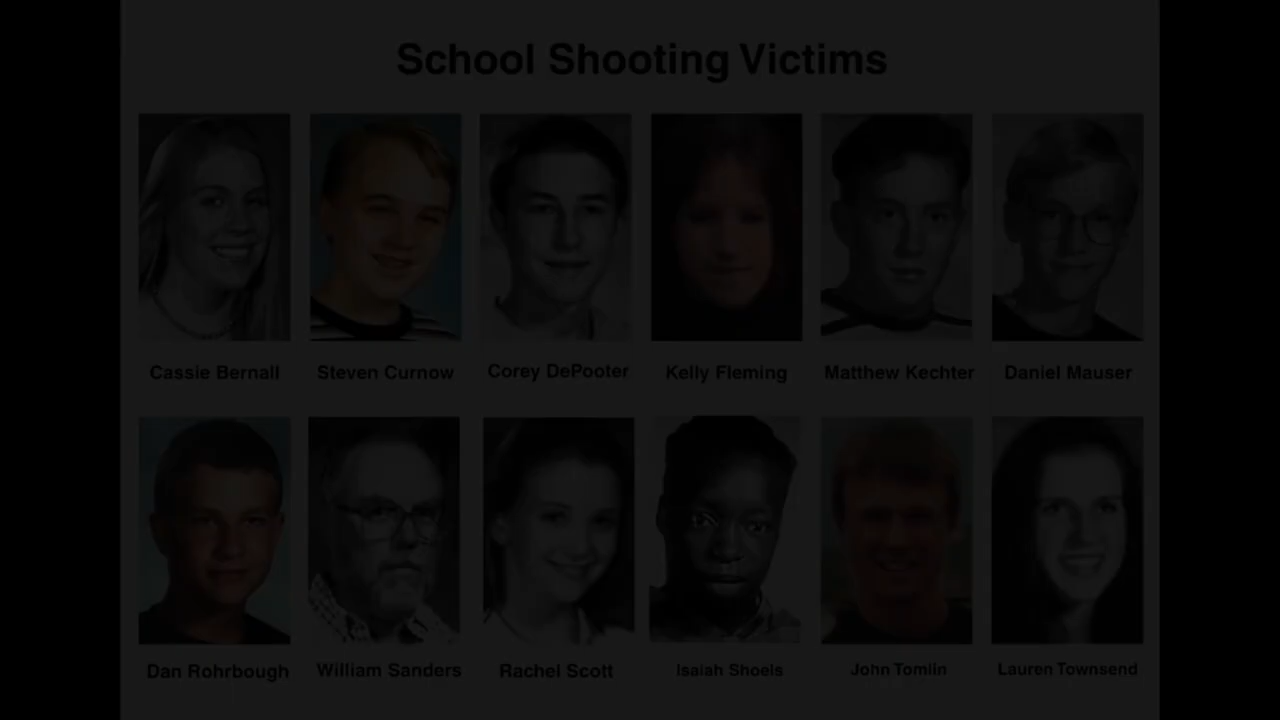 School Shooting Victims
Cassie Bernall Steven Curnow Corey DePooter Kelly Fleming Matthew Kechter Daniel Mauser
Dan Rohrbough William Sanders Rachel Scott Isaiah Shoels John Tomlin Lauren Townsend